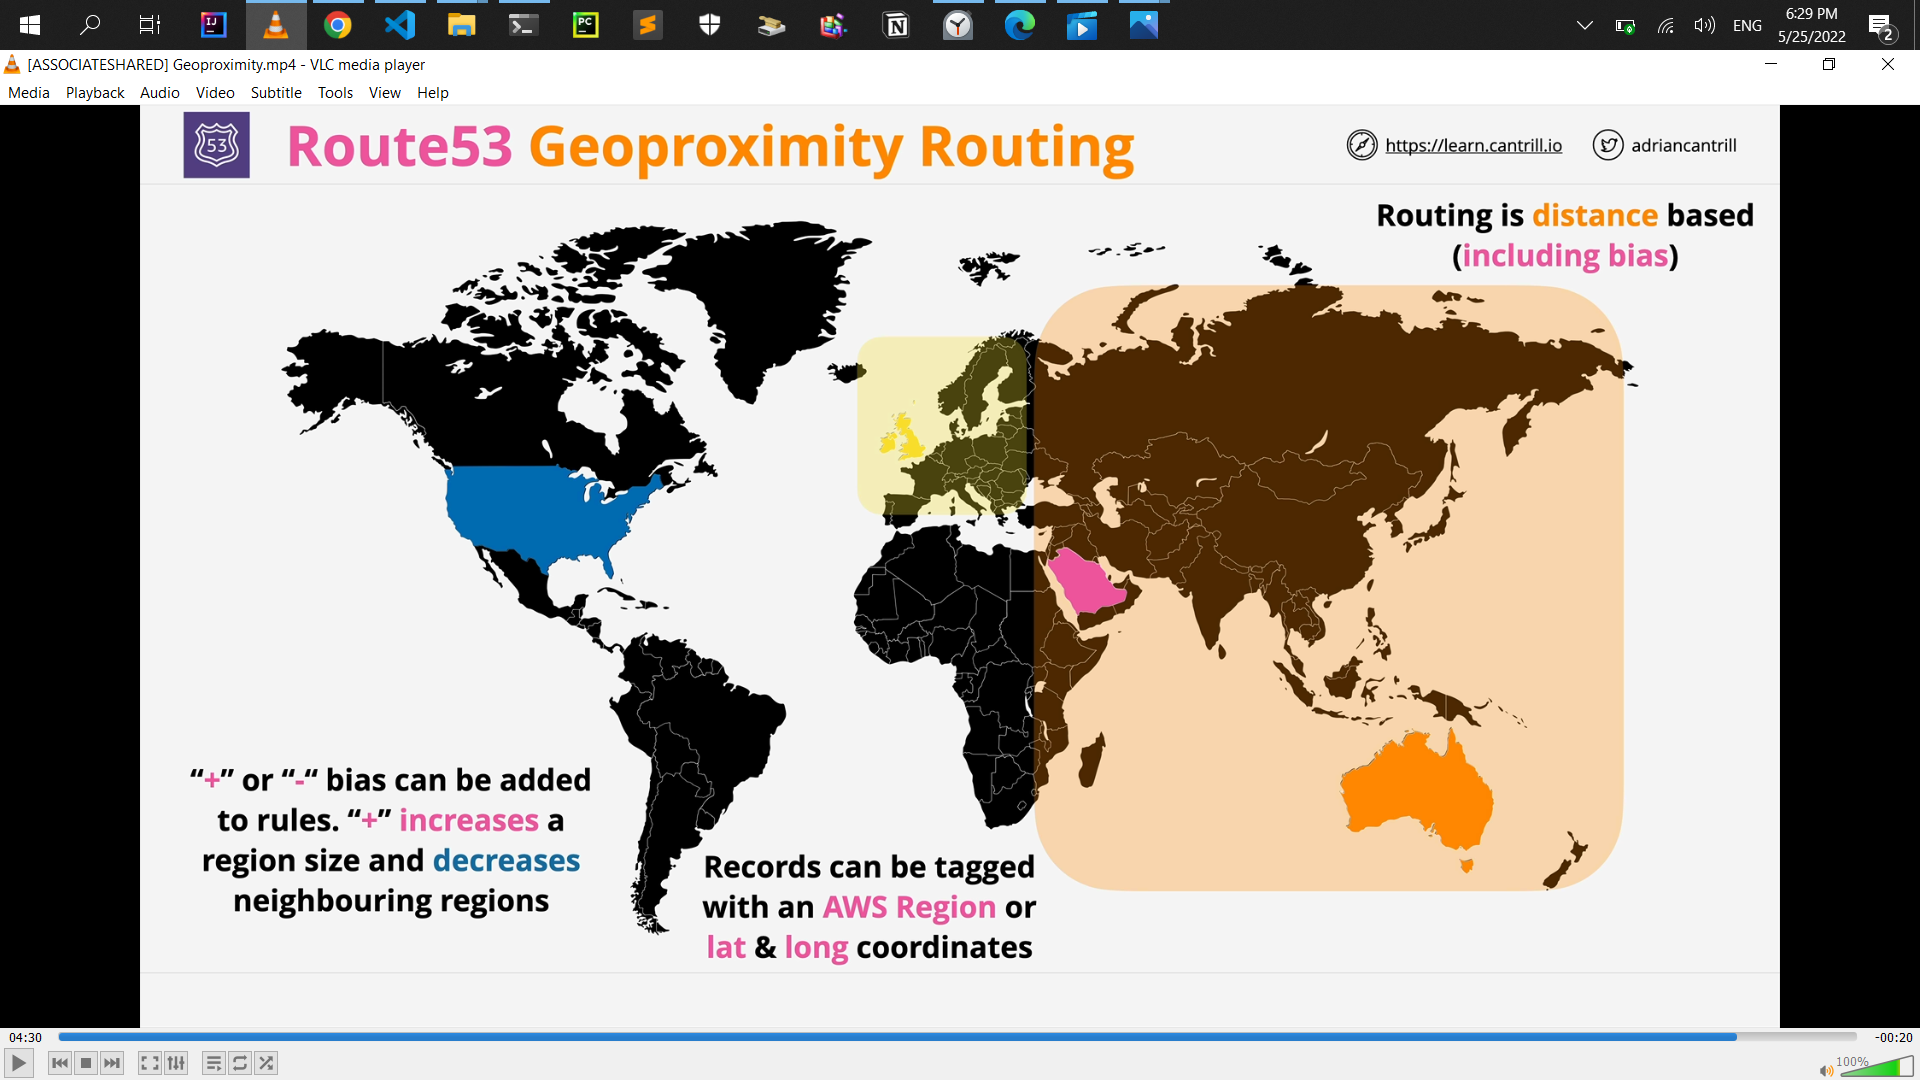 IJ
PC
N
ENG
6:29 PM
5/25/2022
2
[ASSOCIATESHARED] Geoproximity.mp4 - VLC media player
Media Playback Audio Video Subtitle Tools View Help
53
Route53 Geoproximity Routing
https://learn.cantrill.io
adriancantrill
Routing is distance based
(including bias)
“+” or “-“ bias can be added
to rules. “+” increases a
region size and decreases
neighbouring regions
Records can be tagged
with an AWS Region or
lat & long coordinates
04:30
-00:20
100%